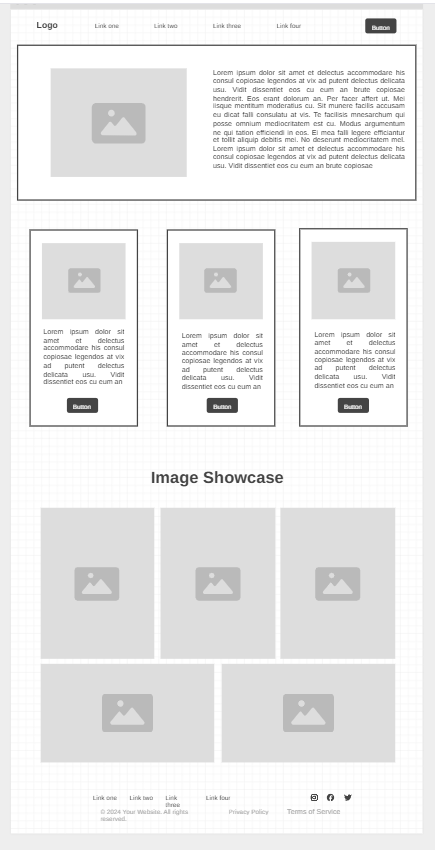 Logo
Link one
Link two
Link three
Link four
Button
Lorem ipsum dolor sit amet et delectus accommodare his
consul copiosae legendos at vix ad putent delectus delicata
usu. Vidit dissentiet eos cu eum an brute copiosae
hendrerit. Eos erant dolorum an. Per facer affert ut. Mei
iisque mentitum moderatius cu. Sit munere facilis accusam
eu dicat falli consulatu at vis. Te facilisis mnesarchum qui
posse omnium mediocritatem est cu. Modus argumentum
ne qui tation efficiendi in eos. Ei mea falli legere efficiantur
et tollit aliquip debitis mei. No deserunt mediocritatem mel.
Lorem ipsum dolor sit amet et delectus accommodare his
consul copiosae legendos at vix ad putent delectus delicata
usu. Vidit dissentiet eos cu eum an brute copiosae
Lorem ipsum dolor sit
amet et delectus
accommodare his consul
copiosae legendos at vix
ad putent delectus
delicata usu. Vidit
dissentiet eos cu eum an
Button
Lorem ipsum dolor sit
amet et delectus
accommodare his consul
copiosae legendos at vix
ad putent delectus
delicata usu. Vidit
dissentiet eos cu eum an
Button
Lorem ipsum dolor sit
amet et delectus
accommodare his consul
copiosae legendos at vix
ad putent delectus
delicata usu. Vidit
dissentiet eos cu eum an
Button
Image Showcase
Link one
Link two
Link
three
Link four
© 2024 Your Website. All rights
reserved.
Privacy Policy
Terms of Service